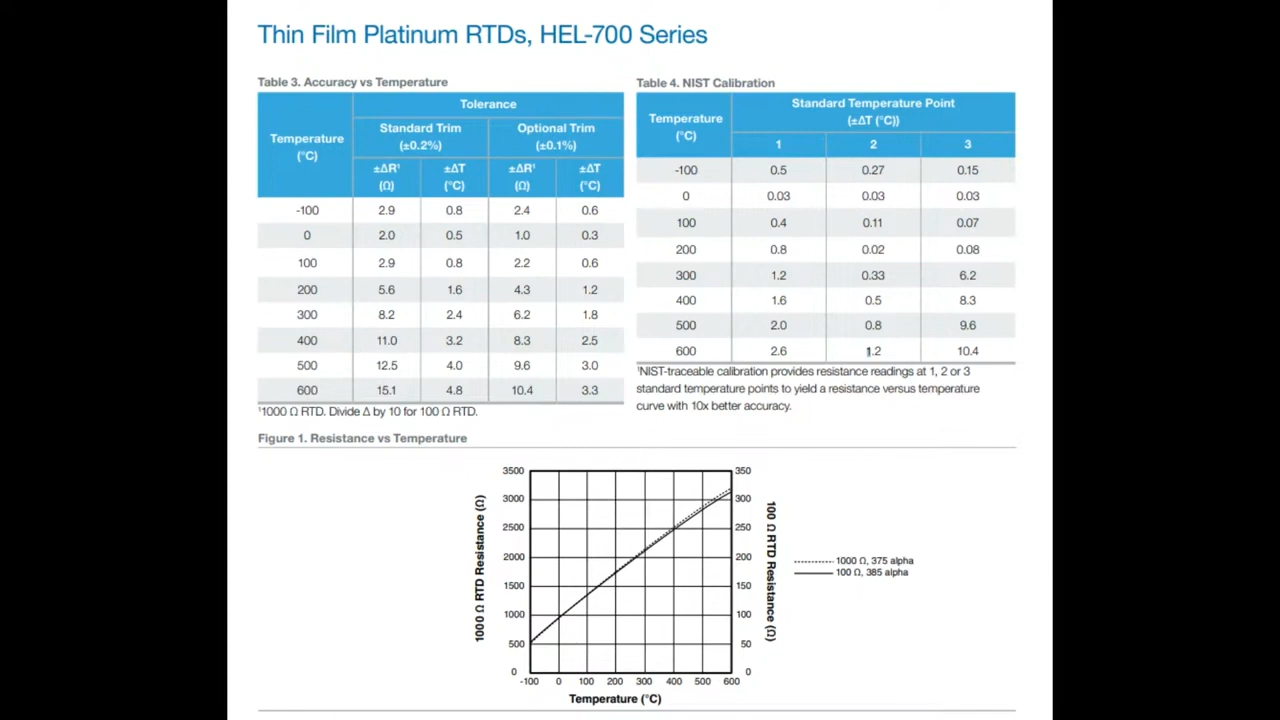 Thin Film Platinum RTDs, HEL-700 Series
Table 3. Accuracy vs Temperature
Temperature (°C)
Tolerance
Standard Trim (±0.2%)
Optional Trim (±0.1%)
±ΔR¹ (Ω) ±ΔT (°C) ±ΔR¹ (Ω) ±ΔT (°C)
-100 2.9 0.8 2.4 0.6
0 2.0 0.5 1.0 0.3
100 2.9 0.8 2.2 0.6
200 5.6 1.6 4.3 1.2
300 8.2 2.4 6.2 1.8
400 11.0 3.2 8.3 2.5
500 12.5 4.0 9.6 3.0
600 15.1 4.8 10.4 3.3
¹1000 Ω RTD. Divide Δ by 10 for 100 Ω RTD.
Table 4. NIST Calibration
Temperature (°C)
Standard Temperature Point
(±ΔT (°C))
1 2 3
-100 0.5 0.27 0.15
0 0.03 0.03 0.03
100 0.4 0.11 0.07
200 0.8 0.02 0.08
300 1.2 0.33 6.2
400 1.6 0.5 8.3
500 2.0 0.8 9.6
600 2.6 1.2 10.4
¹NIST-traceable calibration provides resistance readings at 1, 2 or 3
standard temperature points to yield a resistance versus temperature
curve with 10x better accuracy.
Figure 1. Resistance vs Temperature
1000 Ω RTD Resistance (Ω)
3500
3000
2500
2000
1500
1000
500
0
350
300
250
200
150
100
50
0
100 Ω RTD Resistance (Ω)
-100 0 100 200 300 400 500 600
Temperature (°C)
1000 Ω, 375 alpha
100 Ω, 385 alpha